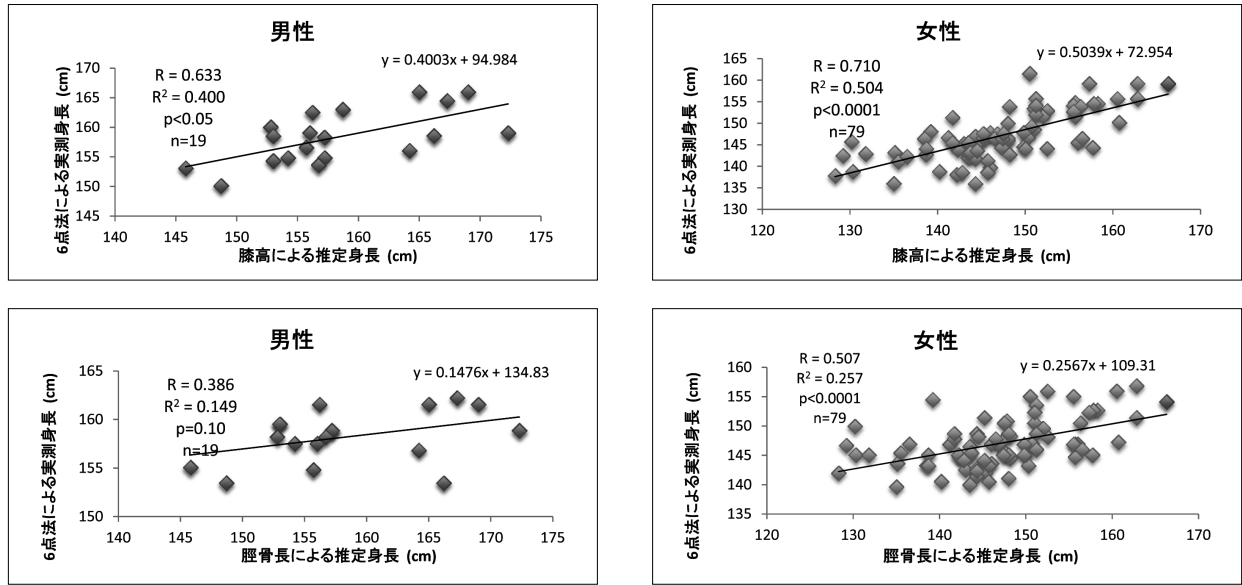 男性
y = 0.4003x + 94.984
R = 0.633
R² = 0.400
p<0.05
n=19
6点法による実測身長 (cm)
170
165
160
155
150
145
140 145 150 155 160 165 170 175
膝高による推定身長 (cm)
女性
y = 0.5039x + 72.954
R = 0.710
R² = 0.504
p<0.0001
n=79
6点法による実測身長 (cm)
165
160
155
150
145
140
135
130
120 130 140 150 160 170
膝高による推定身長 (cm)
男性
y = 0.1476x + 134.83
R = 0.386
R² = 0.149
p=0.10
n=19
6点法による実測身長 (cm)
165
160
155
150
140 145 150 155 160 165 170 175
脛骨長による推定身長 (cm)
女性
y = 0.2567x + 109.31
R = 0.507
R² = 0.257
p<0.0001
n=79
6点法による実測身長 (cm)
160
155
150
145
140
135
120 130 140 150 160 170
脛骨長による推定身長 (cm)